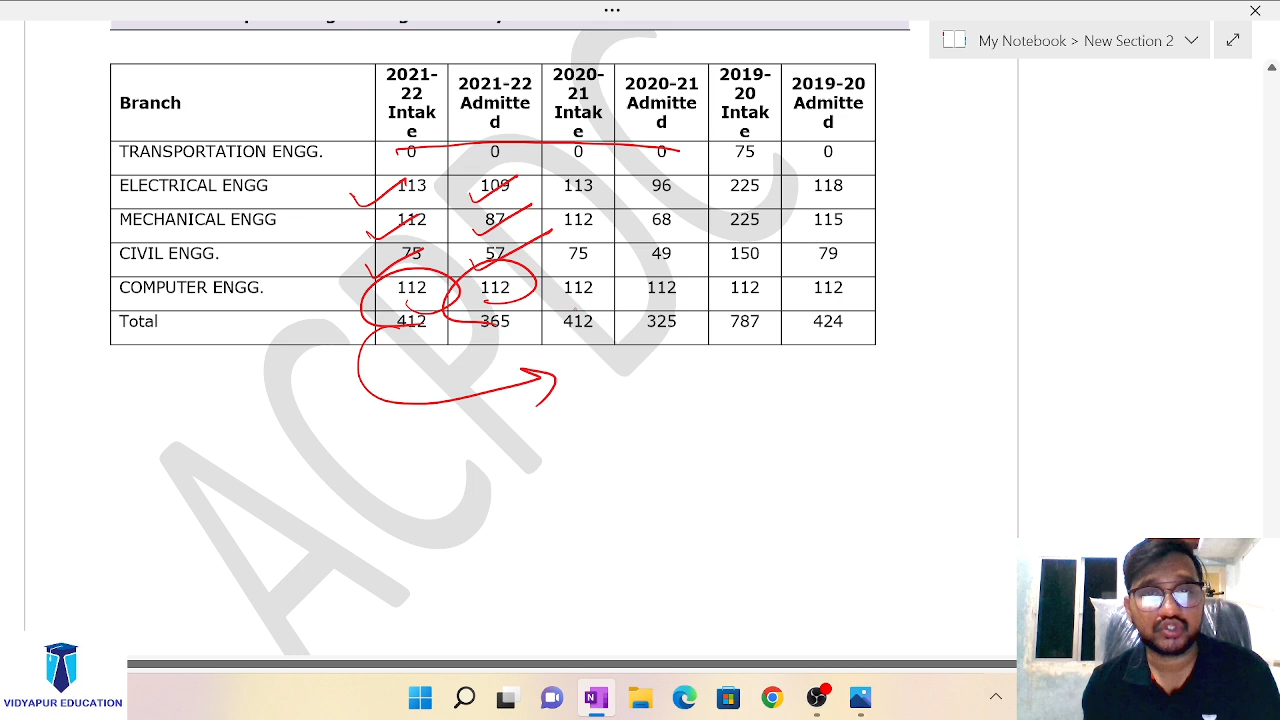 My Notebook > New Section 2
Branch 2021-22 Intake 2021-22 Admitted 2020-21 Intake 2020-21 Admitted 2019-20 Intake 2019-20 Admitted
TRANSPORTATION ENGG. 0 0 0 0 75 0
ELECTRICAL ENGG 113 109 113 96 225 118
MECHANICAL ENGG 112 87 112 68 225 115
CIVIL ENGG. 75 57 75 49 150 79
COMPUTER ENGG. 112 112 112 112 112 112
Total 412 365 412 325 787 424
ACPDC
VIDYAPUR EDUCATION